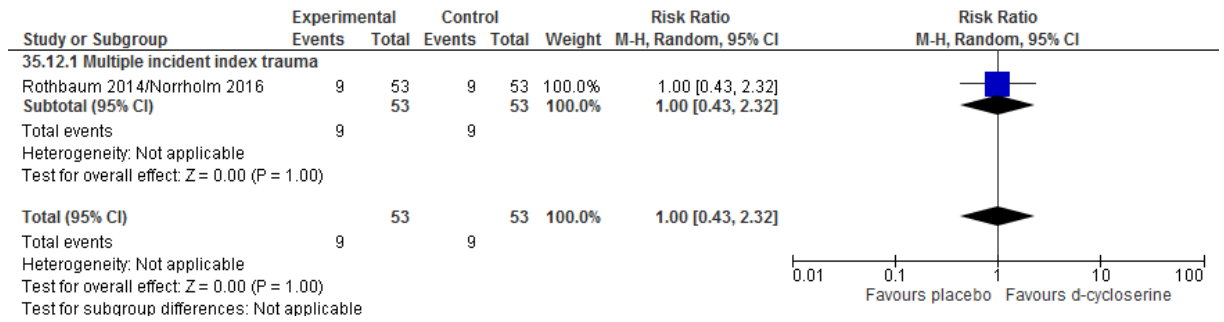 Experimental Control Risk Ratio Risk Ratio
Study or Subgroup Events Total Events Total Weight M-H, Random, 95% CI M-H, Random, 95% CI
35.12.1 Multiple incident index trauma
Rothbaum 2014/Norrholm 2016 9 53 9 53 100.0% 1.00 [0.43, 2.32]
Subtotal (95% CI) 53 53 100.0% 1.00 [0.43, 2.32]
Total events 9 9
Heterogeneity: Not applicable
Test for overall effect: Z = 0.00 (P = 1.00)
Total (95% CI) 53 53 100.0% 1.00 [0.43, 2.32]
Total events 9 9
Heterogeneity: Not applicable
Test for overall effect: Z = 0.00 (P = 1.00)
Test for subgroup differences: Not applicable
0.01 0.1 1 10 100
Favours placebo Favours d-cycloserine